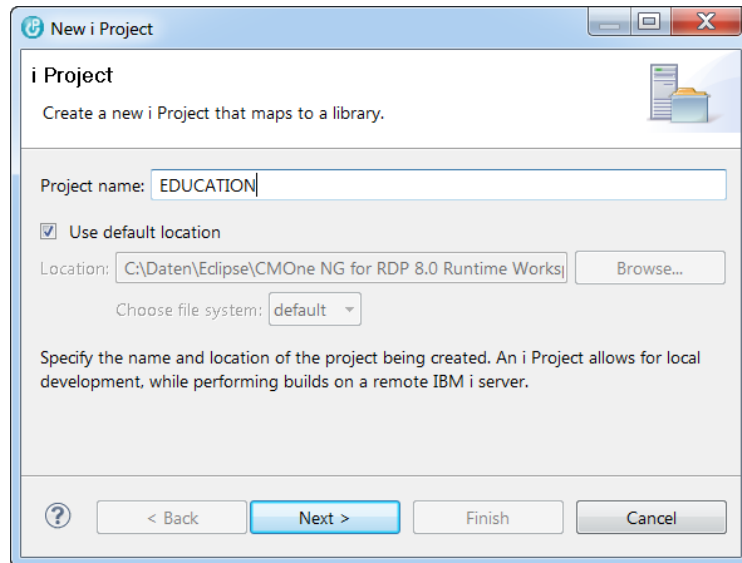 New i Project
i Project
Create a new i Project that maps to a library.
Project name: EDUCATION
Use default location
Location: C:\Daten\Eclipse\CMOne NG for RDP 8.0 Runtime Worksp Browse...
Choose file system: default
Specify the name and location of the project being created. An i Project allows for local
development, while performing builds on a remote IBM i server.
? < Back Next > Finish Cancel